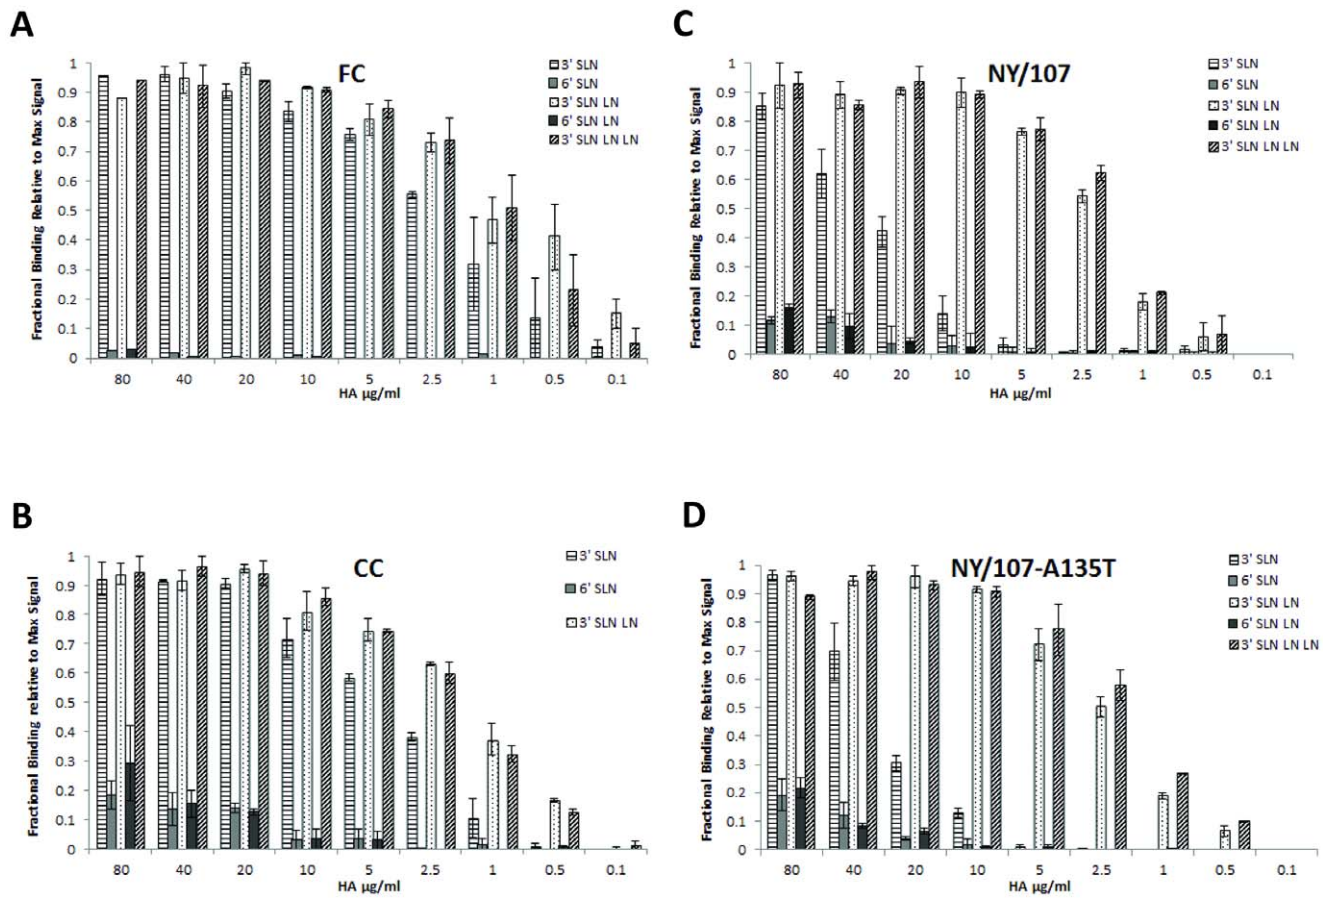 A
FC
Fractional Binding Relative to Max Signal
1
0.9
0.8
0.7
0.6
0.5
0.4
0.3
0.2
0.1
0
80 40 20 10 5 2.5 1 0.5 0.1
HA µg/ml
3' SLN
6' SLN
3' SLN LN
6' SLN LN
3' SLN LN LN
C
NY/107
Fractional Binding Relative to Max Signal
1
0.9
0.8
0.7
0.6
0.5
0.4
0.3
0.2
0.1
0
80 40 20 10 5 2.5 1 0.5 0.1
HA µg/ml
3' SLN
6' SLN
3' SLN LN
6' SLN LN
3' SLN LN LN
B
CC
Fractional Binding relative to Max Signal
1
0.9
0.8
0.7
0.6
0.5
0.4
0.3
0.2
0.1
0
80 40 20 10 5 2.5 1 0.5 0.1
HA µg/ml
3' SLN
6' SLN
3' SLN LN
D
NY/107-A135T
Fractional Binding Relative to Max Signal
1
0.9
0.8
0.7
0.6
0.5
0.4
0.3
0.2
0.1
0
80 40 20 10 5 2.5 1 0.5 0.1
HA µg/ml
3' SLN
6' SLN
3' SLN LN
6' SLN LN
3' SLN LN LN